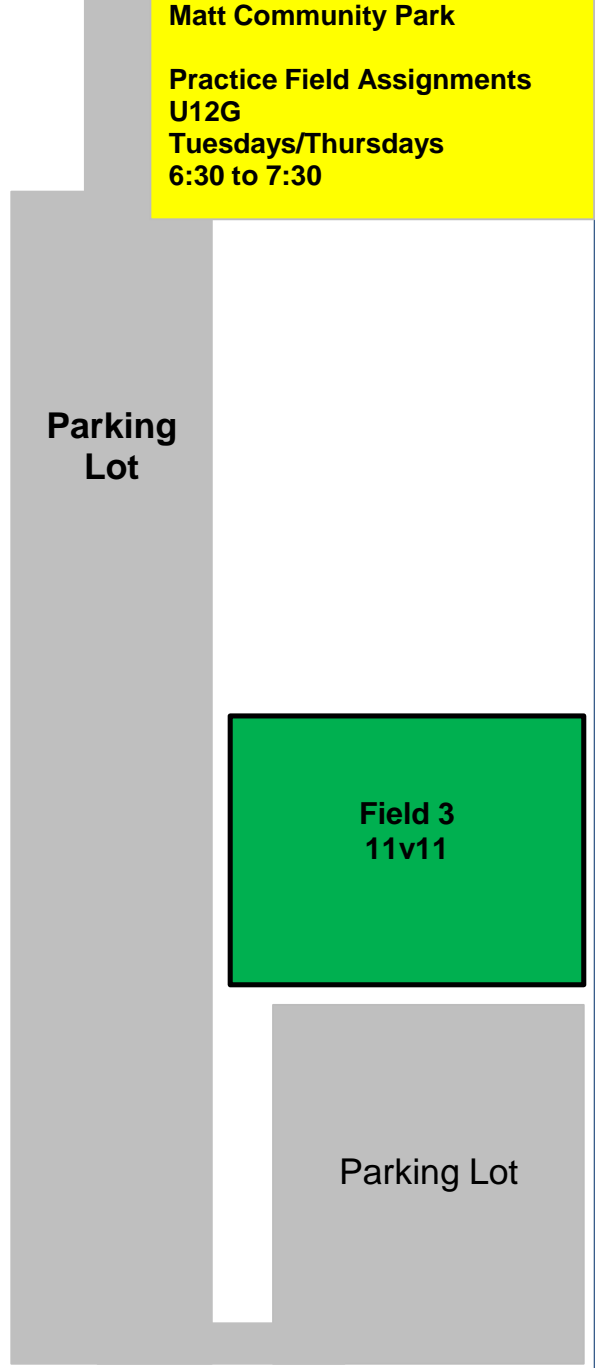 Matt Community Park
Practice Field Assignments
U12G
Tuesdays/Thursdays
6:30 to 7:30
Parking
Lot
Field 3
11v11
Parking Lot